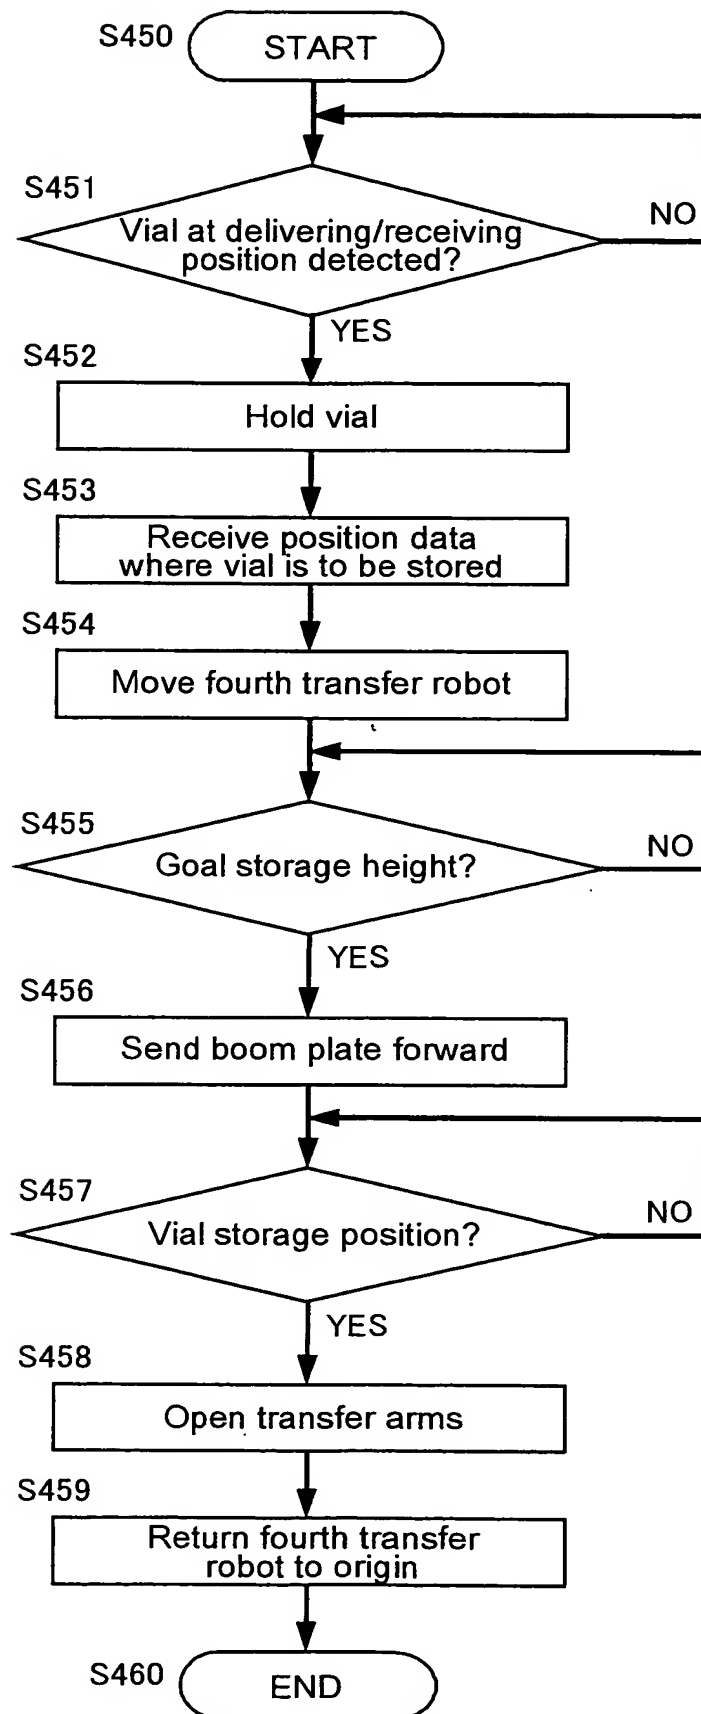 S450
START
S451
Vial at delivering/receiving
position detected?
NO
YES
S452
Hold vial
S453
Receive position data
where vial is to be stored
S454
Move fourth transfer robot
S455
Goal storage height?
NO
YES
S456
Send boom plate forward
S457
Vial storage position?
NO
YES
S458
Open transfer arms
S459
Return fourth transfer
robot to origin
S460
END